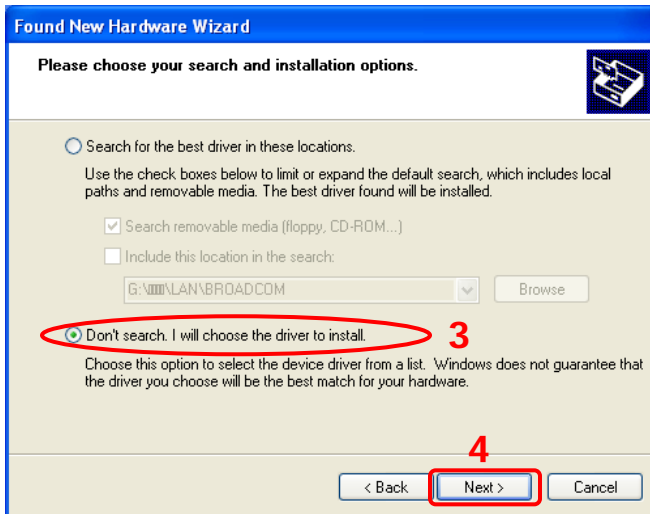 Found New Hardware Wizard
Please choose your search and installation options.
Search for the best driver in these locations.
Use the check boxes below to limit or expand the default search, which includes local
paths and removable media. The best driver found will be installed.
Search removable media (floppy, CD-ROM...)
Include this location in the search:
\LAN\BROADCOM
Browse
Don't search. I will choose the driver to install.
3
Choose this option to select the device driver from a list. Windows does not guarantee that
the driver you choose will be the best match for your hardware.
4
< Back
Next >
Cancel